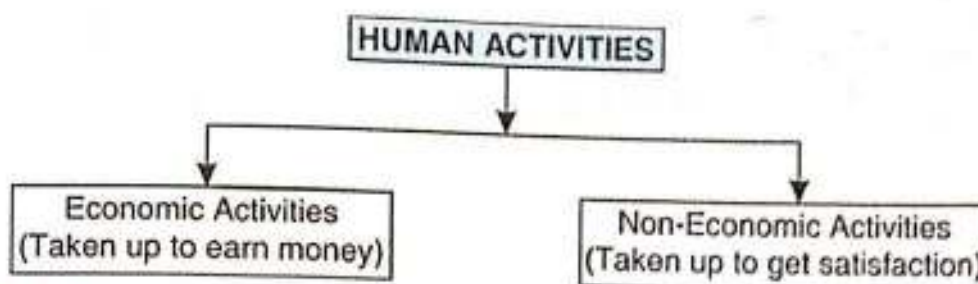 HUMAN ACTIVITIES
Economic Activities
(Taken up to earn money)
Non-Economic Activities
(Taken up to get satisfaction)